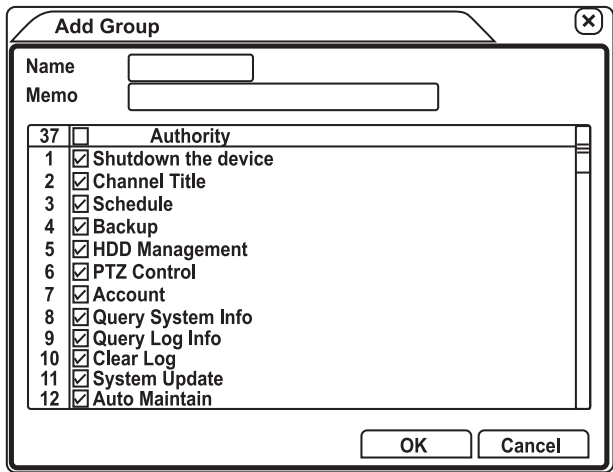 Add Group
Name
Memo
37 Authority
1 Shutdown the device
2 Channel Title
3 Schedule
4 Backup
5 HDD Management
6 PTZ Control
7 Account
8 Query System Info
9 Query Log Info
10 Clear Log
11 System Update
12 Auto Maintain
OK Cancel